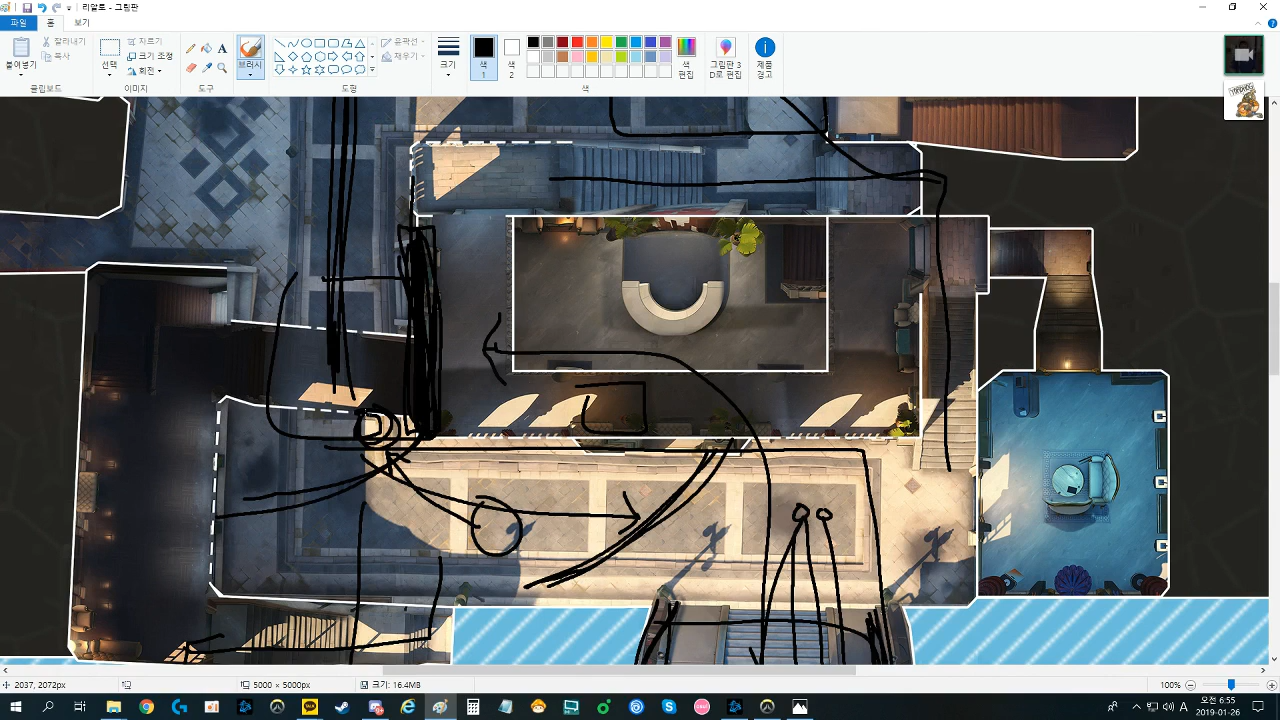 리알토 - 그림판
파일
홈
보기
붙여넣기
잘라내기
복사
클립보드
선택
자르기
크기 조정
회전
이미지
도구
브러시
도형
윤곽선
채우기
크기
색
1
색
2
색
편집
색
그림판 3
D로 편집
제품
경고
1037, 2072px
5000 × 5000px
크기: 16.4MB
100%
오전 6:55
2019-01-26